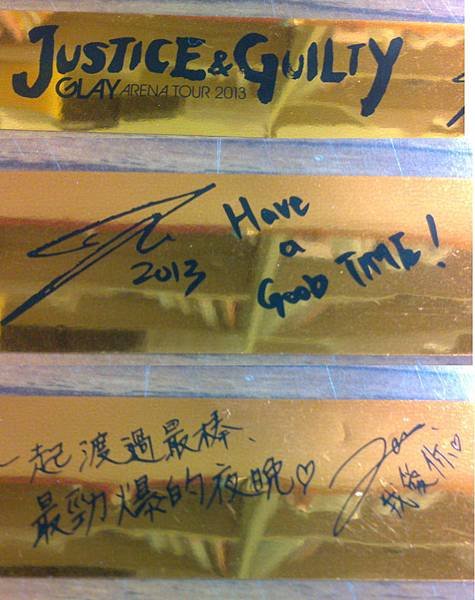 JUSTICE & GUILTY
GLAY ARENA TOUR 2013
Have
a
Good TIME!
2013
一起渡過最棒、
最勁爆的夜晚♡
我愛你♡